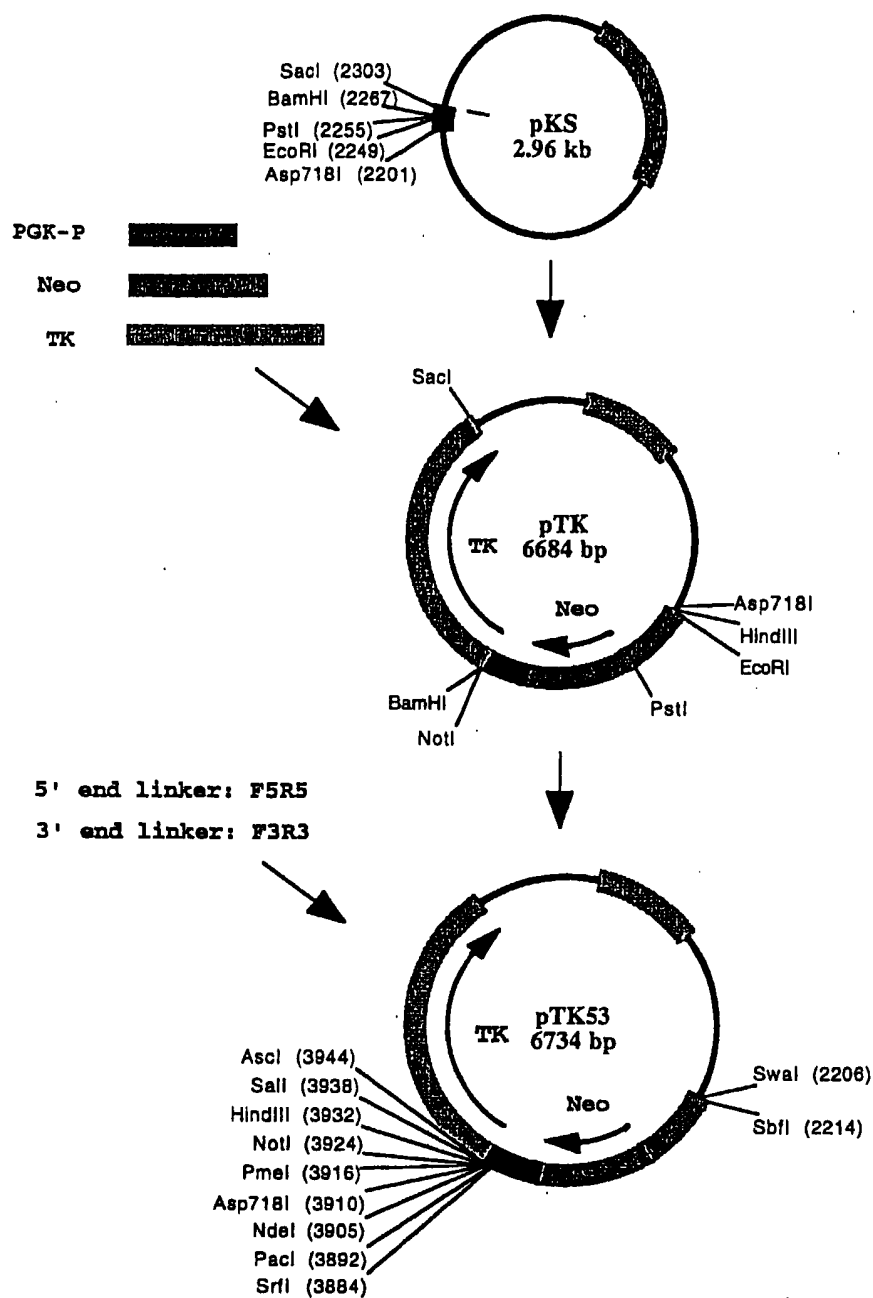 SacI (2303)
BamHI (2267)
PstI (2255)
EcoRI (2249)
Asp718I (2201)
pKS
2.96 kb
PGK-P
Neo
TK
SacI
pTK
6684 bp
TK
Neo
Asp718I
HindIII
EcoRI
PstI
BamHI
NotI
5' end linker: F5R5
3' end linker: F3R3
pTK53
6734 bp
TK
Neo
SwaI (2206)
SbfI (2214)
AscI (3944)
SalI (3938)
HindIII (3932)
NotI (3924)
PmeI (3916)
Asp718I (3910)
NdeI (3905)
PacI (3892)
SrfI (3884)